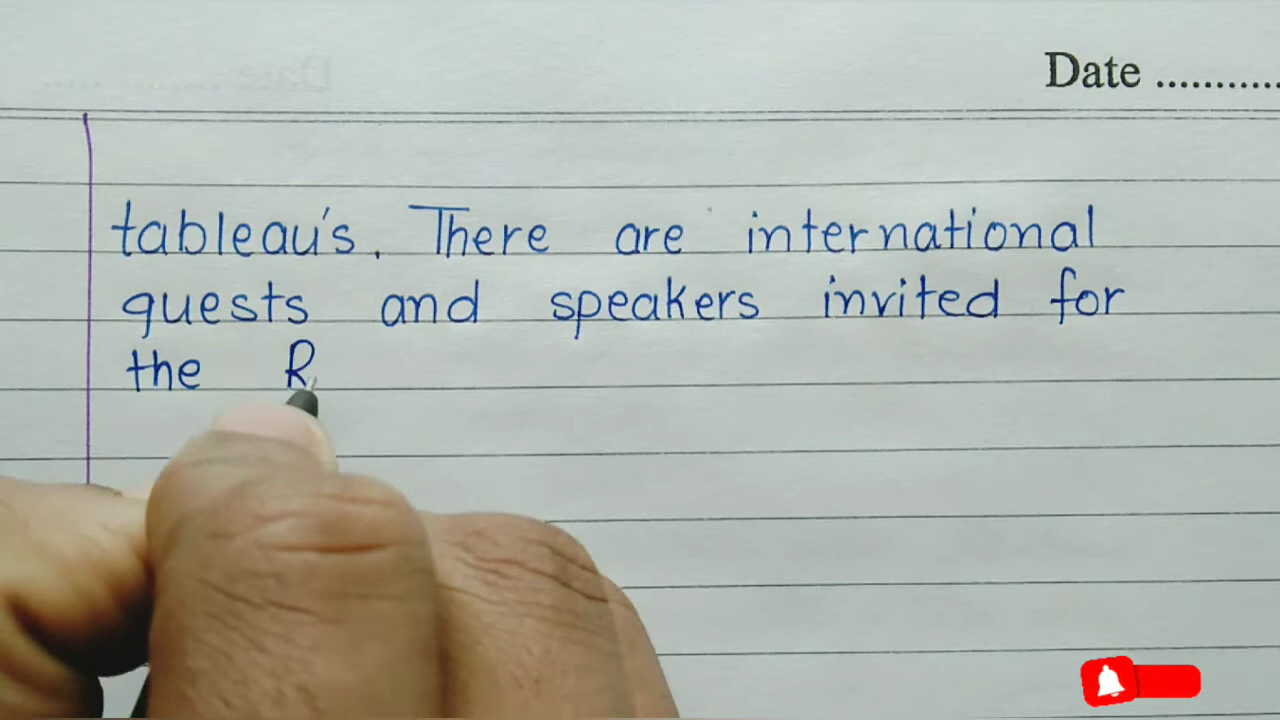 Date ............
tableau's. There are international
guests and speakers invited for
the R